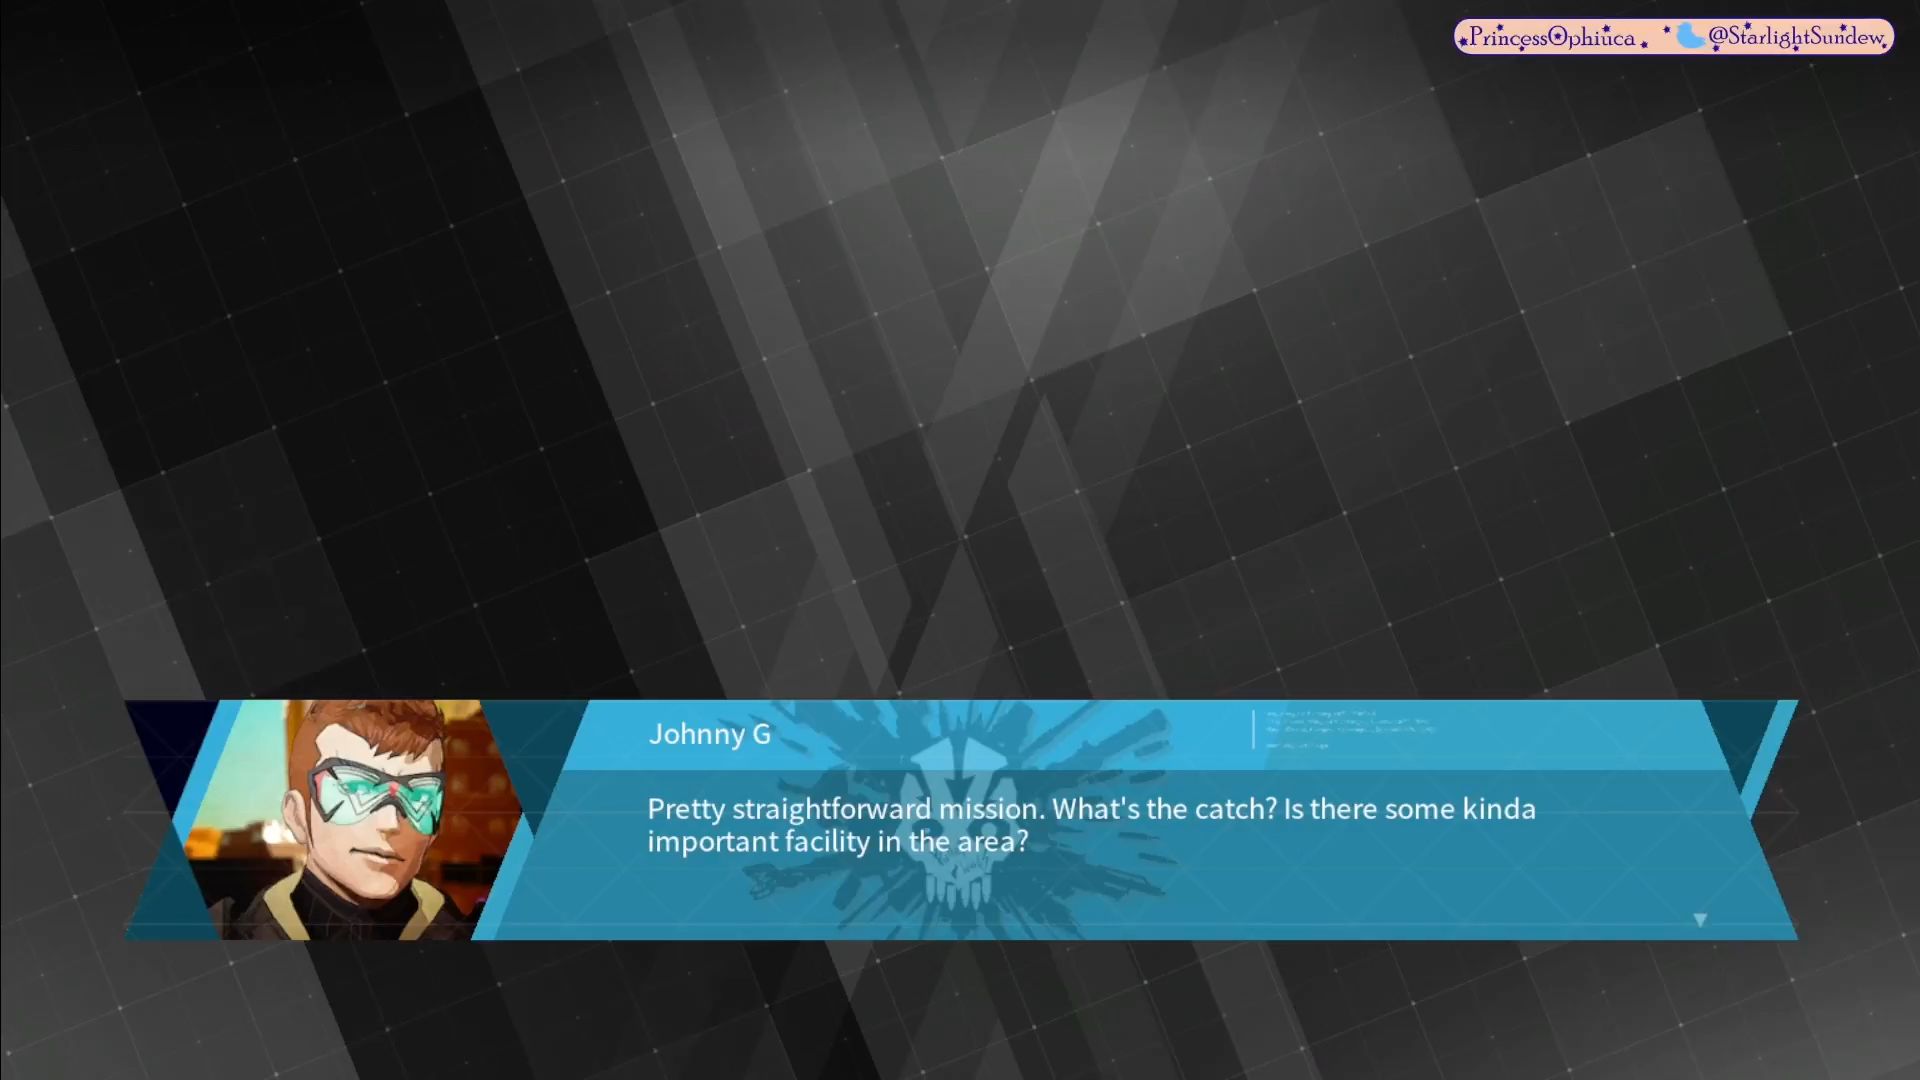 PrincessOphiuca @StarlightSundew
Johnny G
Pretty straightforward mission. What's the catch? Is there some kinda
important facility in the area?